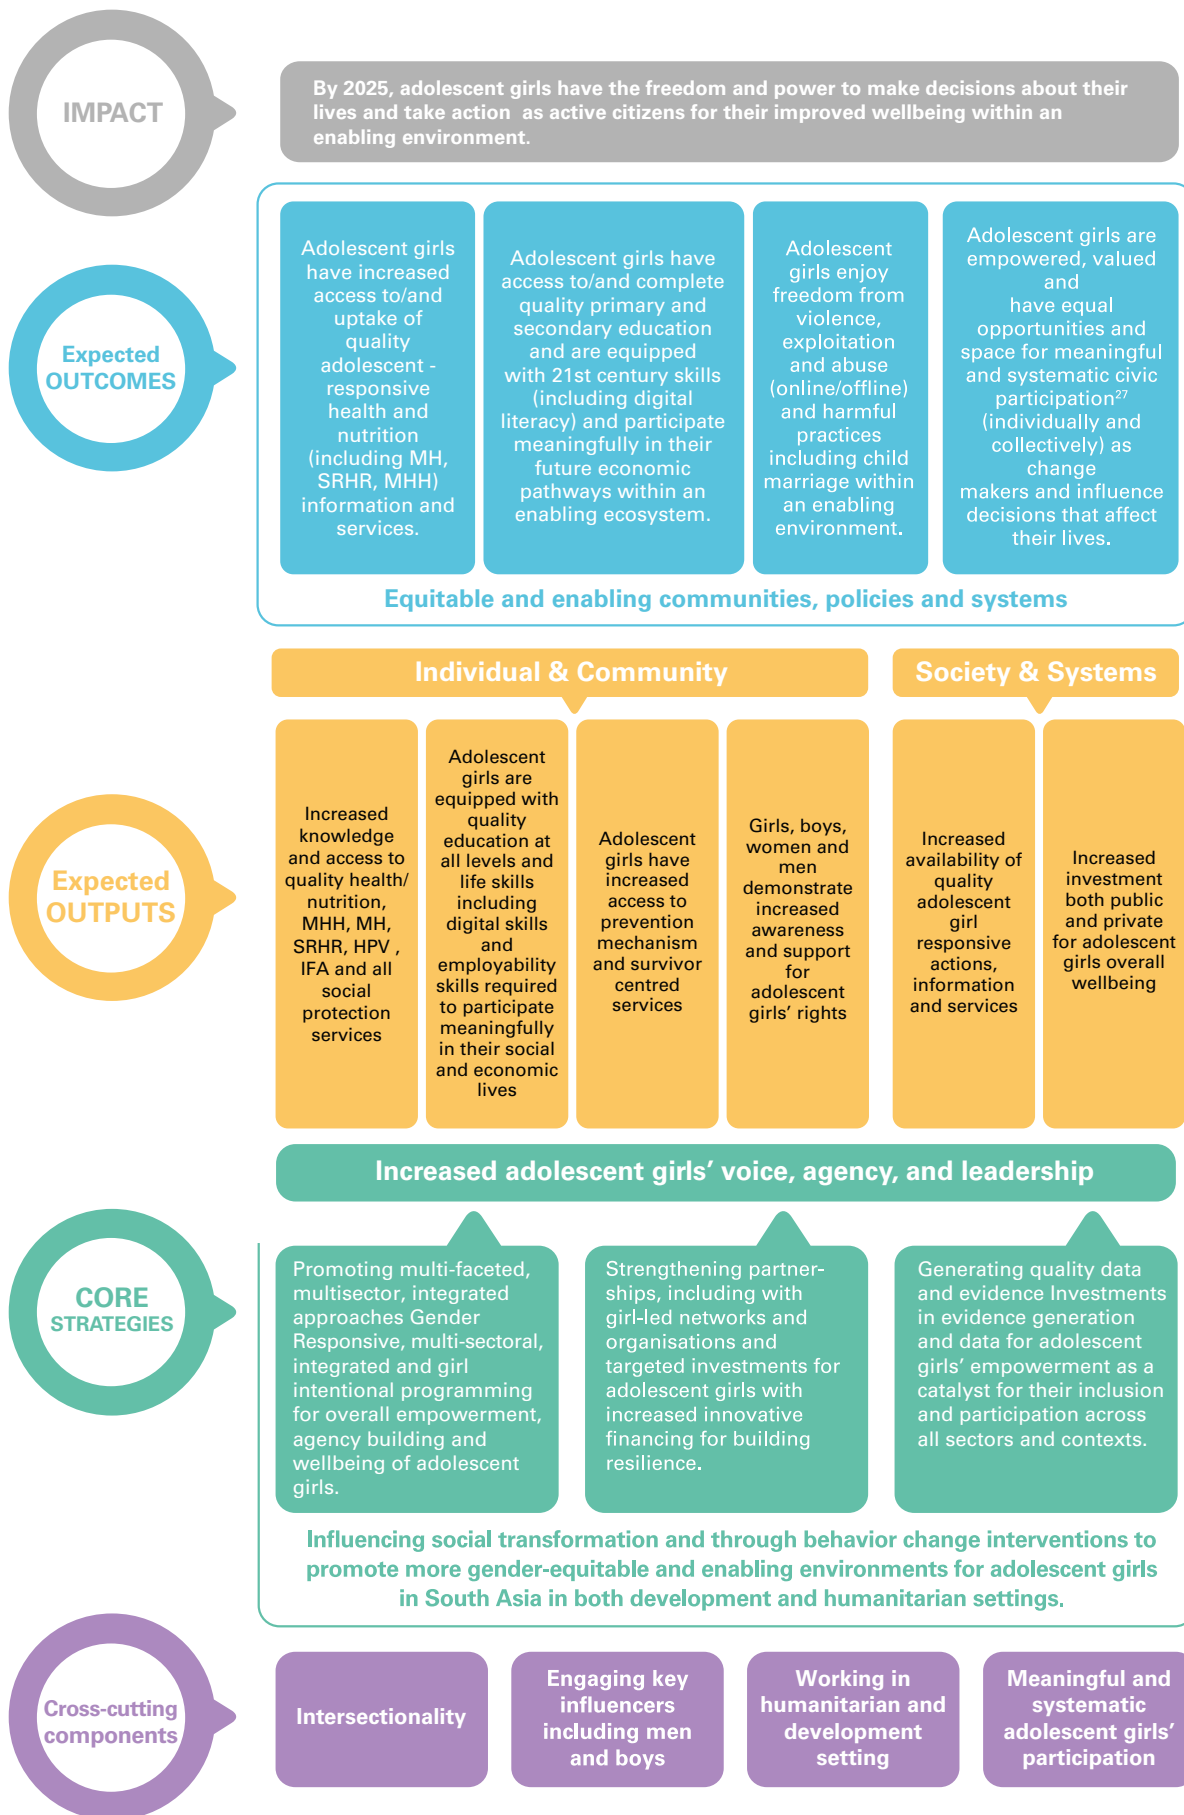 IMPACT
By 2025, adolescent girls have the freedom and power to make decisions about their
lives and take action  as active citizens for their improved wellbeing within an
enabling environment.
Expected
OUTCOMES
Adolescent girls
have increased
access to/and
uptake of
quality
adolescent -
responsive
health and
nutrition
(including MH,
SRHR, MHH)
information and
services.
Adolescent girls have
access to/and complete
quality primary and
secondary education
and are equipped
with 21st century skills
(including digital
literacy) and participate
meaningfully in their
future economic
pathways within an
enabling ecosystem.
Adolescent
girls enjoy
freedom from
violence,
exploitation
and abuse
(online/offline)
and harmful
practices
including child
marriage within
an enabling
environment.
Adolescent girls are
empowered, valued
and
have equal
opportunities and
space for meaningful
and systematic civic
participation27
(individually and
collectively) as
change
makers and influence
decisions that affect
their lives.
Equitable and enabling communities, policies and systems
Individual & Community
Society & Systems
Expected
OUTPUTS
Increased
knowledge
and access to
quality health/
nutrition,
MHH, MH,
SRHR, HPV ,
IFA and all
social
protection
services
Adolescent
girls are
equipped with
quality
education at
all levels and
life skills
including
digital skills
and
employability
skills required
to participate
meaningfully
in their social
and economic
lives
Adolescent
girls have
increased
access to
prevention
mechanism
and survivor
centred
services
Girls, boys,
women and
men
demonstrate
increased
awareness
and support
for
adolescent
girls’ rights
Increased
availability of
quality
adolescent
girl
responsive
actions,
information
and services
Increased
investment
both public
and private
for adolescent
girls overall
wellbeing
Increased adolescent girls’ voice, agency, and leadership
CORE
STRATEGIES
Promoting multi-faceted,
multisector, integrated
approaches Gender
Responsive, multi-sectoral,
integrated and girl
intentional programming
for overall empowerment,
agency building and
wellbeing of adolescent
girls.
Strengthening partner-
ships, including with
girl-led networks and
organisations and
targeted investments for
adolescent girls with
increased innovative
financing for building
resilience.
Generating quality data
and evidence Investments
in evidence generation
and data for adolescent
girls’ empowerment as a
catalyst for their inclusion
and participation across
all sectors and contexts.
Influencing social transformation and through behavior change interventions to
promote more gender-equitable and enabling environments for adolescent girls
in South Asia in both development and humanitarian settings.
Cross-cutting
components
Intersectionality
Engaging key
influencers
including men
and boys
Working in
humanitarian and
development
setting
Meaningful and
systematic
adolescent girls’
participation